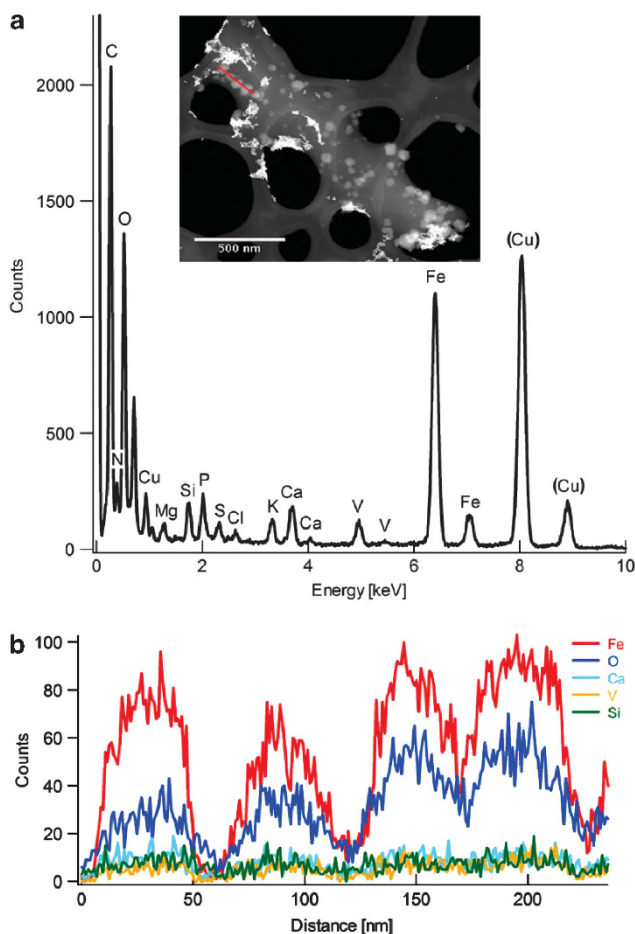 a
C
2000
O
1500
500 nm
(Cu)
Fe
Counts
1000
500
N
Cu
Mg
Si
P
S
Cl
K
Ca
Ca
V
V
Fe
(Cu)
0
0
2
4
6
8
10
Energy [keV]
b
100
80
60
40
20
0
Counts
Fe
O
Ca
V
Si
0
50
100
150
200
Distance [nm]